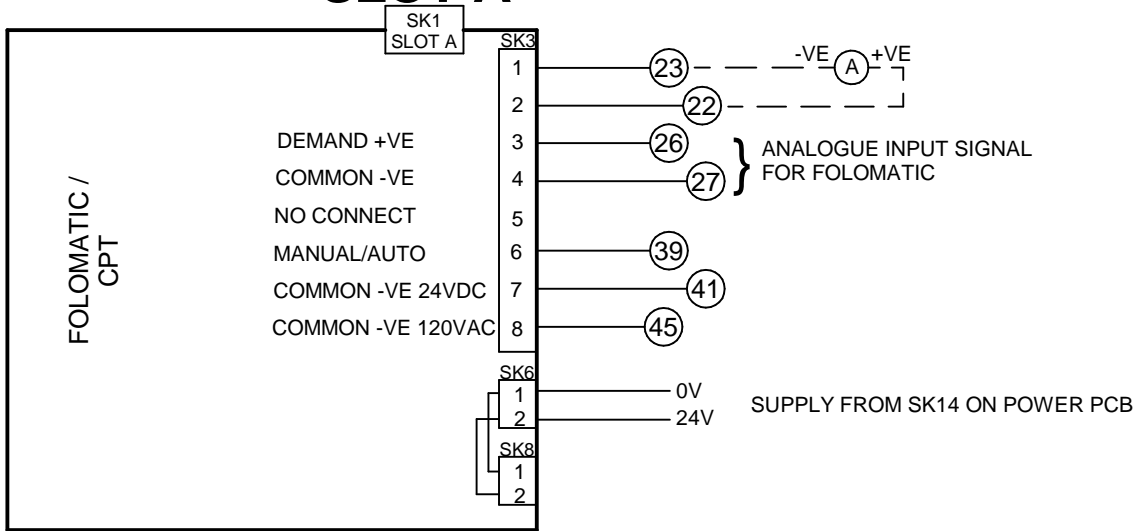 SK1
SLOT A
SK3
1
23
-VE
A
+VE
2
22
DEMAND +VE
3
26
COMMON -VE
4
27
}
ANALOGUE INPUT SIGNAL
FOR FOLOMATIC
NO CONNECT
5
MANUAL/AUTO
6
39
COMMON -VE 24VDC
7
41
COMMON -VE 120VAC
8
45
FOLOMATIC /
CPT
SK6
1
0V
2
24V
SUPPLY FROM SK14 ON POWER PCB
SK8
1
2